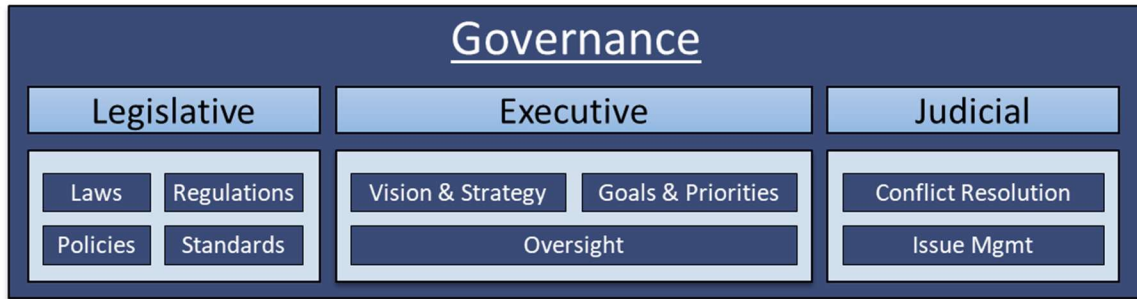 Governance
Legislative
Executive
Judicial
Laws
Regulations
Policies
Standards
Vision & Strategy
Goals & Priorities
Oversight
Conflict Resolution
Issue Mgmt